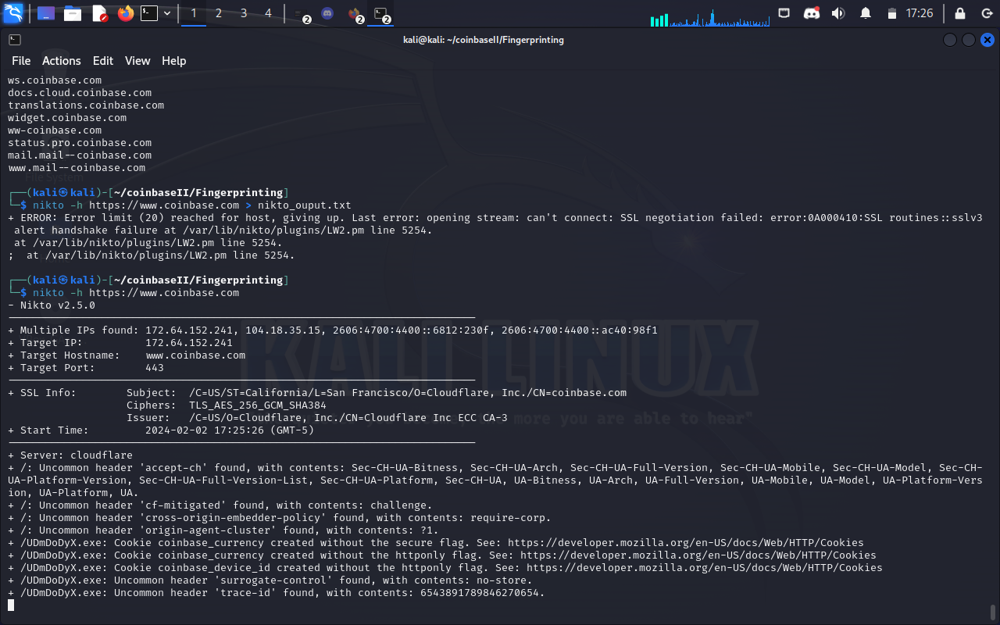 1 2 3 4 2 2 2 17:26
kali@kali: ~/coinbaseII/Fingerprinting
File Actions Edit View Help
ws.coinbase.com
docs.cloud.coinbase.com
translations.coinbase.com
widget.coinbase.com
ww-coinbase.com
status.pro.coinbase.com
mail.mail--coinbase.com
www.mail--coinbase.com
File System
┌──(kali㉿kali)-[~/coinbaseII/Fingerprinting]
└─$ nikto -h https://www.coinbase.com > nikto_ouput.txt
+ ERROR: Error limit (20) reached for host, giving up. Last error: opening stream: can't connect: SSL negotiation failed: error:0A000410:SSL routines::sslv3
alert handshake failure at /var/lib/nikto/plugins/LW2.pm line 5254.
at /var/lib/nikto/plugins/LW2.pm line 5254.
;  at /var/lib/nikto/plugins/LW2.pm line 5254.
┌──(kali㉿kali)-[~/coinbaseII/Fingerprinting]
└─$ nikto -h https://www.coinbase.com
- Nikto v2.5.0
+ Multiple IPs found: 172.64.152.241, 104.18.35.15, 2606:4700:4400::6812:230f, 2606:4700:4400::ac40:98f1
+ Target IP:          172.64.152.241
+ Target Hostname:    www.coinbase.com
+ Target Port:        443
KALI LINUX
+ SSL Info:        Subject:  /C=US/ST=California/L=San Francisco/O=Cloudflare, Inc./CN=coinbase.com
Ciphers:  TLS_AES_256_GCM_SHA384
Issuer:   /C=US/O=Cloudflare, Inc./CN=Cloudflare Inc ECC CA-3
more you are able to hear"
+ Start Time:         2024-02-02 17:25:26 (GMT-5)
+ Server: cloudflare
+ /: Uncommon header 'accept-ch' found, with contents: Sec-CH-UA-Bitness, Sec-CH-UA-Arch, Sec-CH-UA-Full-Version, Sec-CH-UA-Mobile, Sec-CH-UA-Model, Sec-CH-
UA-Platform-Version, Sec-CH-UA-Full-Version-List, Sec-CH-UA-Platform, Sec-CH-UA, UA-Bitness, UA-Arch, UA-Full-Version, UA-Mobile, UA-Model, UA-Platform-Vers
ion, UA-Platform, UA.
+ /: Uncommon header 'cf-mitigated' found, with contents: challenge.
+ /: Uncommon header 'cross-origin-embedder-policy' found, with contents: require-corp.
+ /: Uncommon header 'origin-agent-cluster' found, with contents: ?1.
+ /UDmDoDyX.exe: Cookie coinbase_currency created without the secure flag. See: https://developer.mozilla.org/en-US/docs/Web/HTTP/Cookies
+ /UDmDoDyX.exe: Cookie coinbase_currency created without the httponly flag. See: https://developer.mozilla.org/en-US/docs/Web/HTTP/Cookies
+ /UDmDoDyX.exe: Cookie coinbase_device_id created without the httponly flag. See: https://developer.mozilla.org/en-US/docs/Web/HTTP/Cookies
+ /UDmDoDyX.exe: Uncommon header 'surrogate-control' found, with contents: no-store.
+ /UDmDoDyX.exe: Uncommon header 'trace-id' found, with contents: 6543891789846270654.